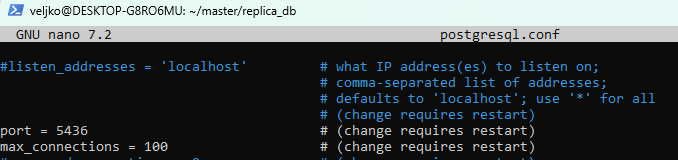 veljko@DESKTOP-G8RO6MU: ~/master/replica_db
GNU nano 7.2 postgresql.conf
#listen_addresses = 'localhost' # what IP address(es) to listen on;
# comma-separated list of addresses;
# defaults to 'localhost'; use '*' for all
# (change requires restart)
port = 5436 # (change requires restart)
max_connections = 100 # (change requires restart)